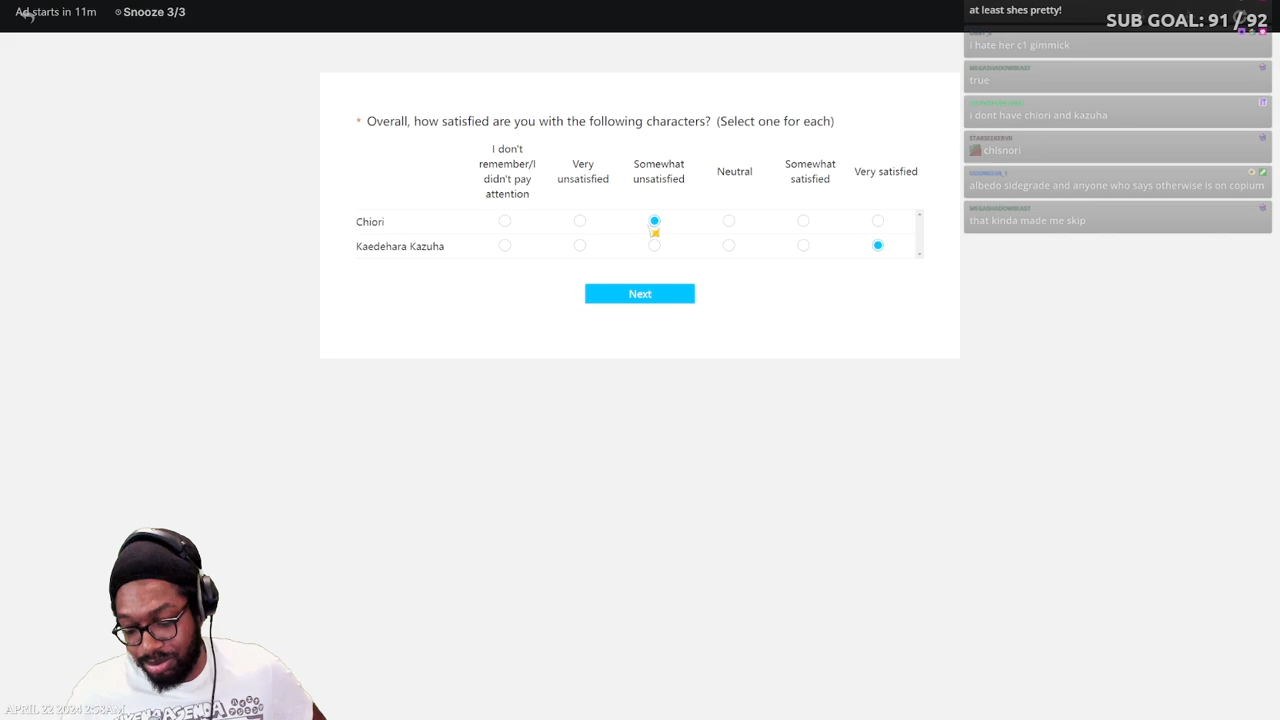 Ad starts in 11m Snooze 3/3
at least shes pretty!
SUB GOAL: 91 / 92
i hate her c1 gimmick
true
i dont have chiori and kazuha
chisnori
albedo sidegrade and anyone who says otherwise is on copium
that kinda made me skip
* Overall, how satisfied are you with the following characters? (Select one for each)
I don't
remember/I
didn't pay
attention
Very
unsatisfied
Somewhat
unsatisfied
Neutral
Somewhat
satisfied
Very satisfied
Chiori
Kaedehara Kazuha
Next
APRIL 22 2024 2:58AM
AGENDA